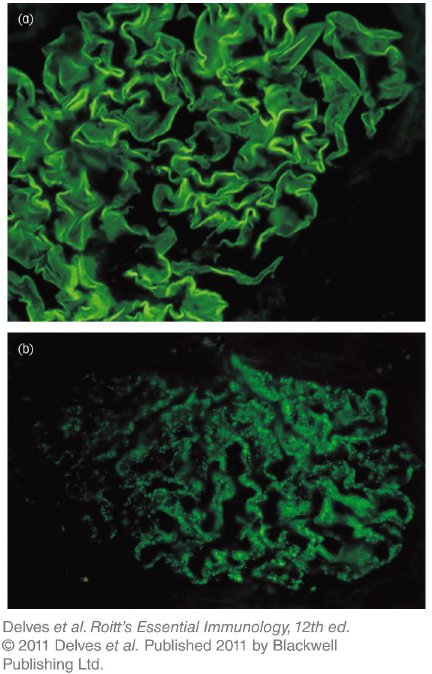 (a)
(b)
Delves et al. Roitt's Essential Immunology, 12th ed.
© 2011 Delves et al. Published 2011 by Blackwell
Publishing Ltd.